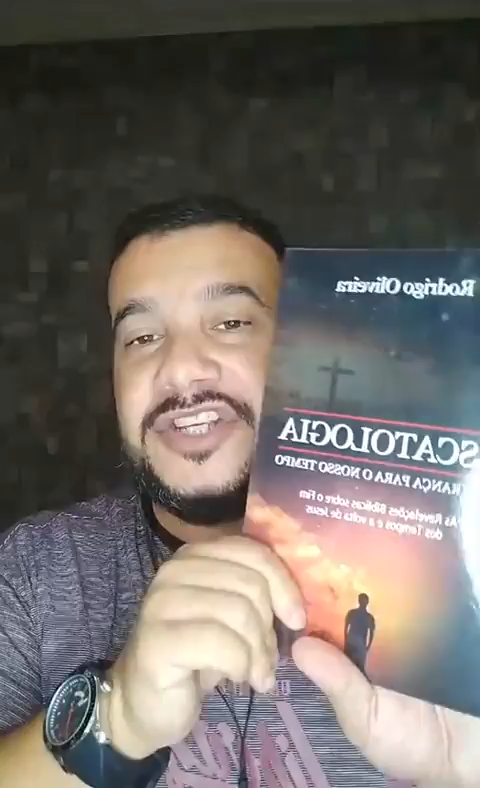 Rodrigo Oliveira
SCATOLOGIA
RANÇA PARA O NOSSO TEMPO
As Revelações Bíblicas sobre o Fim
dos Tempos e a volta de Jesus